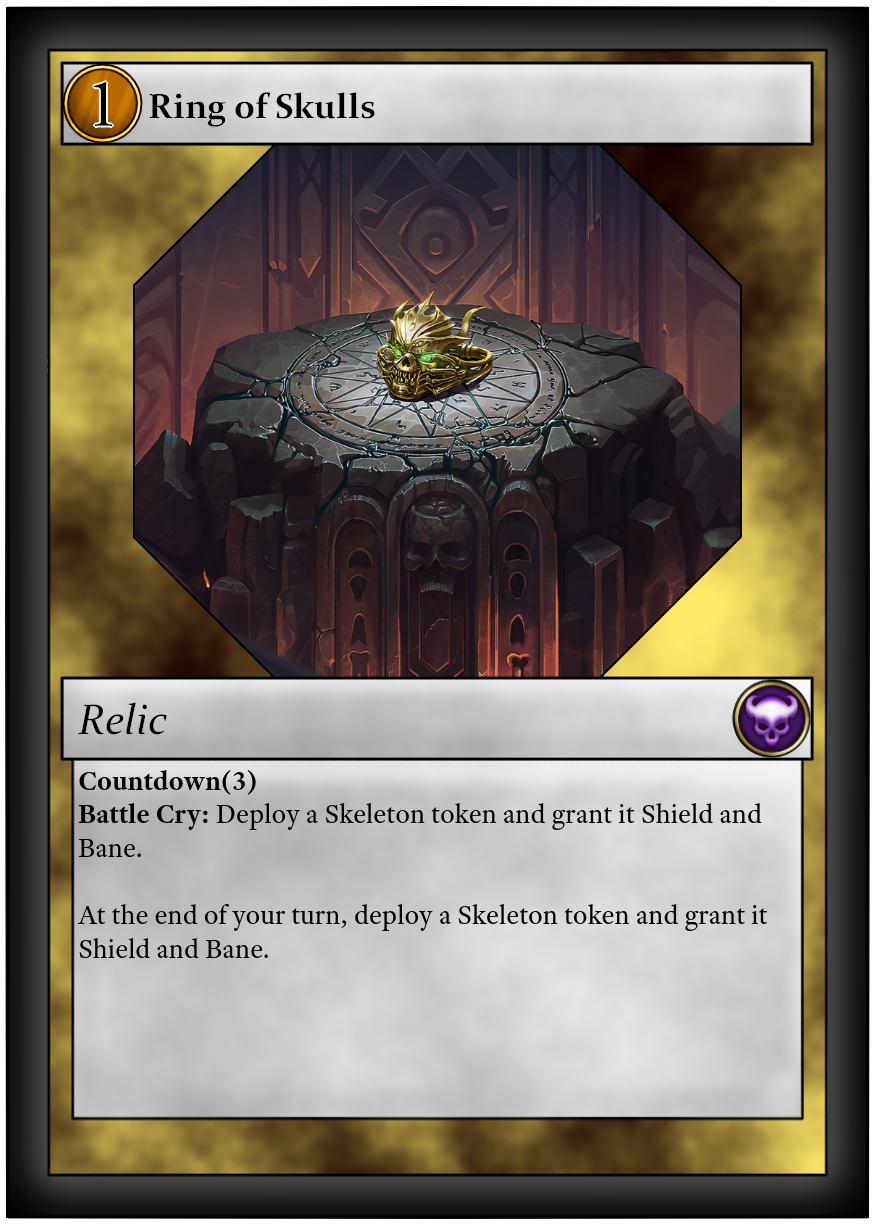 1 Ring of Skulls
Relic
Countdown(3)
Battle Cry: Deploy a Skeleton token and grant it Shield and
Bane.
At the end of your turn, deploy a Skeleton token and grant it
Shield and Bane.